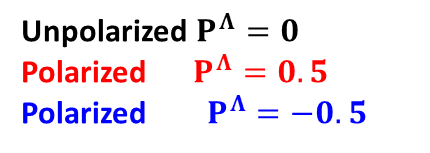 Unpolarized P^Λ = 0
Polarized P^Λ = 0.5
Polarized P^Λ = −0.5